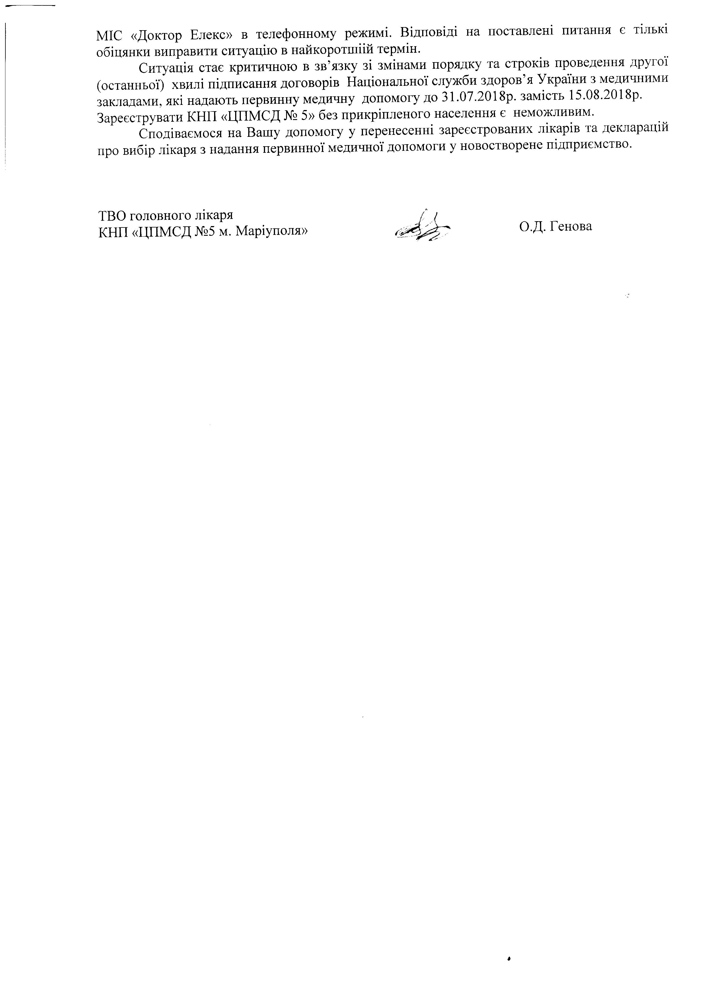 МІС «Доктор Елекс» в телефонному режимі. Відповіді на поставлені питання є тількі
обіцянки виправити ситуацію в найкоротшіій термін.
Ситуація стає критичною в зв’язку зі змінами порядку та строків проведення другої
(останньої) хвилі підписання договорів Національної служби здоров’я України з медичними
закладами, які надають первинну медичну допомогу до 31.07.2018р. замість 15.08.2018р.
Зареєструвати КНП «ЦПМСД № 5» без прикріпленого населення є неможливим.
Сподіваємося на Вашу допомогу у перенесенні зареєстрованих лікарів та декларацій
про вибір лікаря з надання первинної медичної допомоги у новостворене підприємство.
ТВО головного лікаря
КНП «ЦПМСД №5 м. Маріуполя»
О.Д. Генова